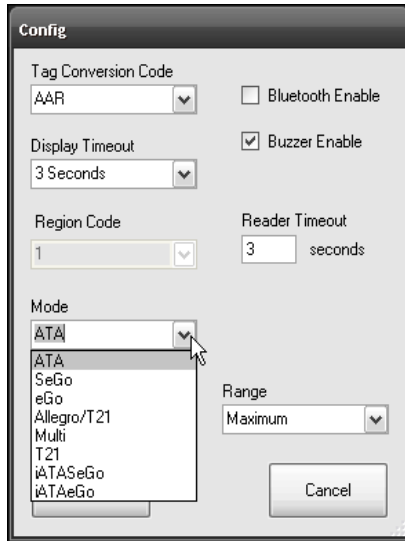 Config
Tag Conversion Code
AAR
Bluetooth Enable
Display Timeout
Buzzer Enable
3 Seconds
Region Code
Reader Timeout
1
3 seconds
Mode
ATA
ATA
SeGo
eGo
Allegro/T21
Multi
T21
iATASeGo
iATAeGo
Range
Maximum
Cancel